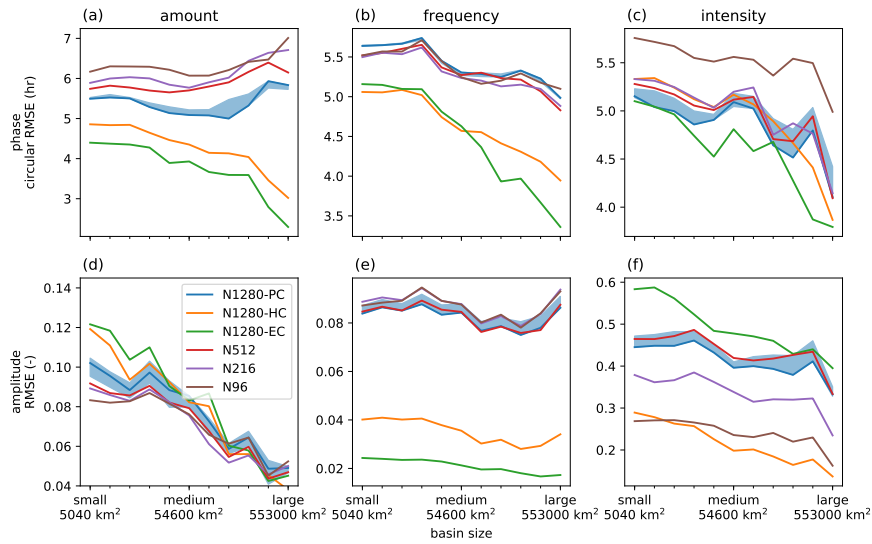 (a) amount
(b) frequency
(c) intensity
phase
circular RMSE (hr)
7
6
5
4
3
5.5
5.0
4.5
4.0
3.5
5.5
5.0
4.5
4.0
(d)
(e)
(f)
amplitude
RMSE (-)
0.14
0.12
0.10
0.08
0.06
0.04
N1280-PC
N1280-HC
N1280-EC
N512
N216
N96
0.08
0.06
0.04
0.02
0.6
0.5
0.4
0.3
0.2
small medium large
5040 km² 54600 km² 553000 km²
small medium large
5040 km² 54600 km² 553000 km²
small medium large
5040 km² 54600 km² 553000 km²
basin size